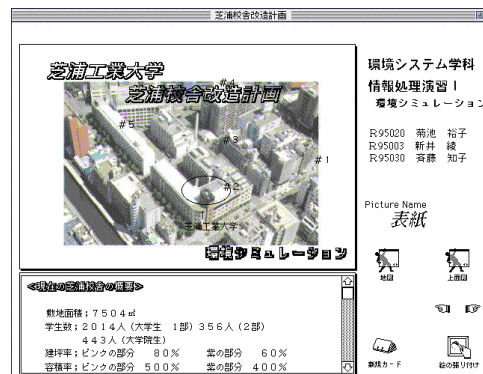 芝浦校舎改造計画
芝浦工業大学
芝浦校舎改造計画
#4
#5
#3
#1
#2
芝浦工業大学
環境シミュレーション
環境システム学科
情報処理演習Ⅰ
環境シミュレーション
R95020 菊池 裕子
R95003 新井 綾
R95030 斉藤 知子
Picture Name
表紙
地図
上面図
新規カード
絵の張り付け
<現在の芝浦校舎の概要>
敷地面積；7504㎡
学生数；2014人（大学生 1部）356人（2部）
443人（大学院生）
建坪率；ピンクの部分 80% 紫の部分 60%
容積率；ピンクの部分 500% 紫の部分 400%